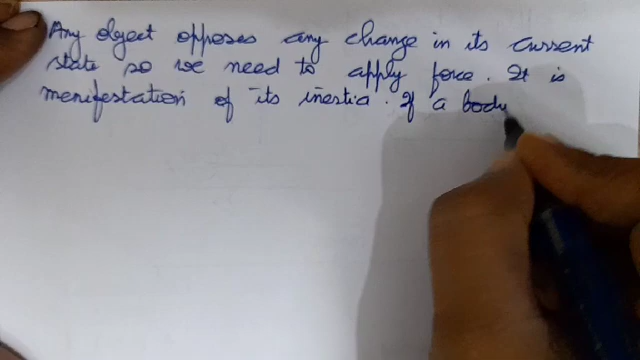 Any object opposes any change in its current
state so we need to apply force. It is
menifestation of its inertia. If a body